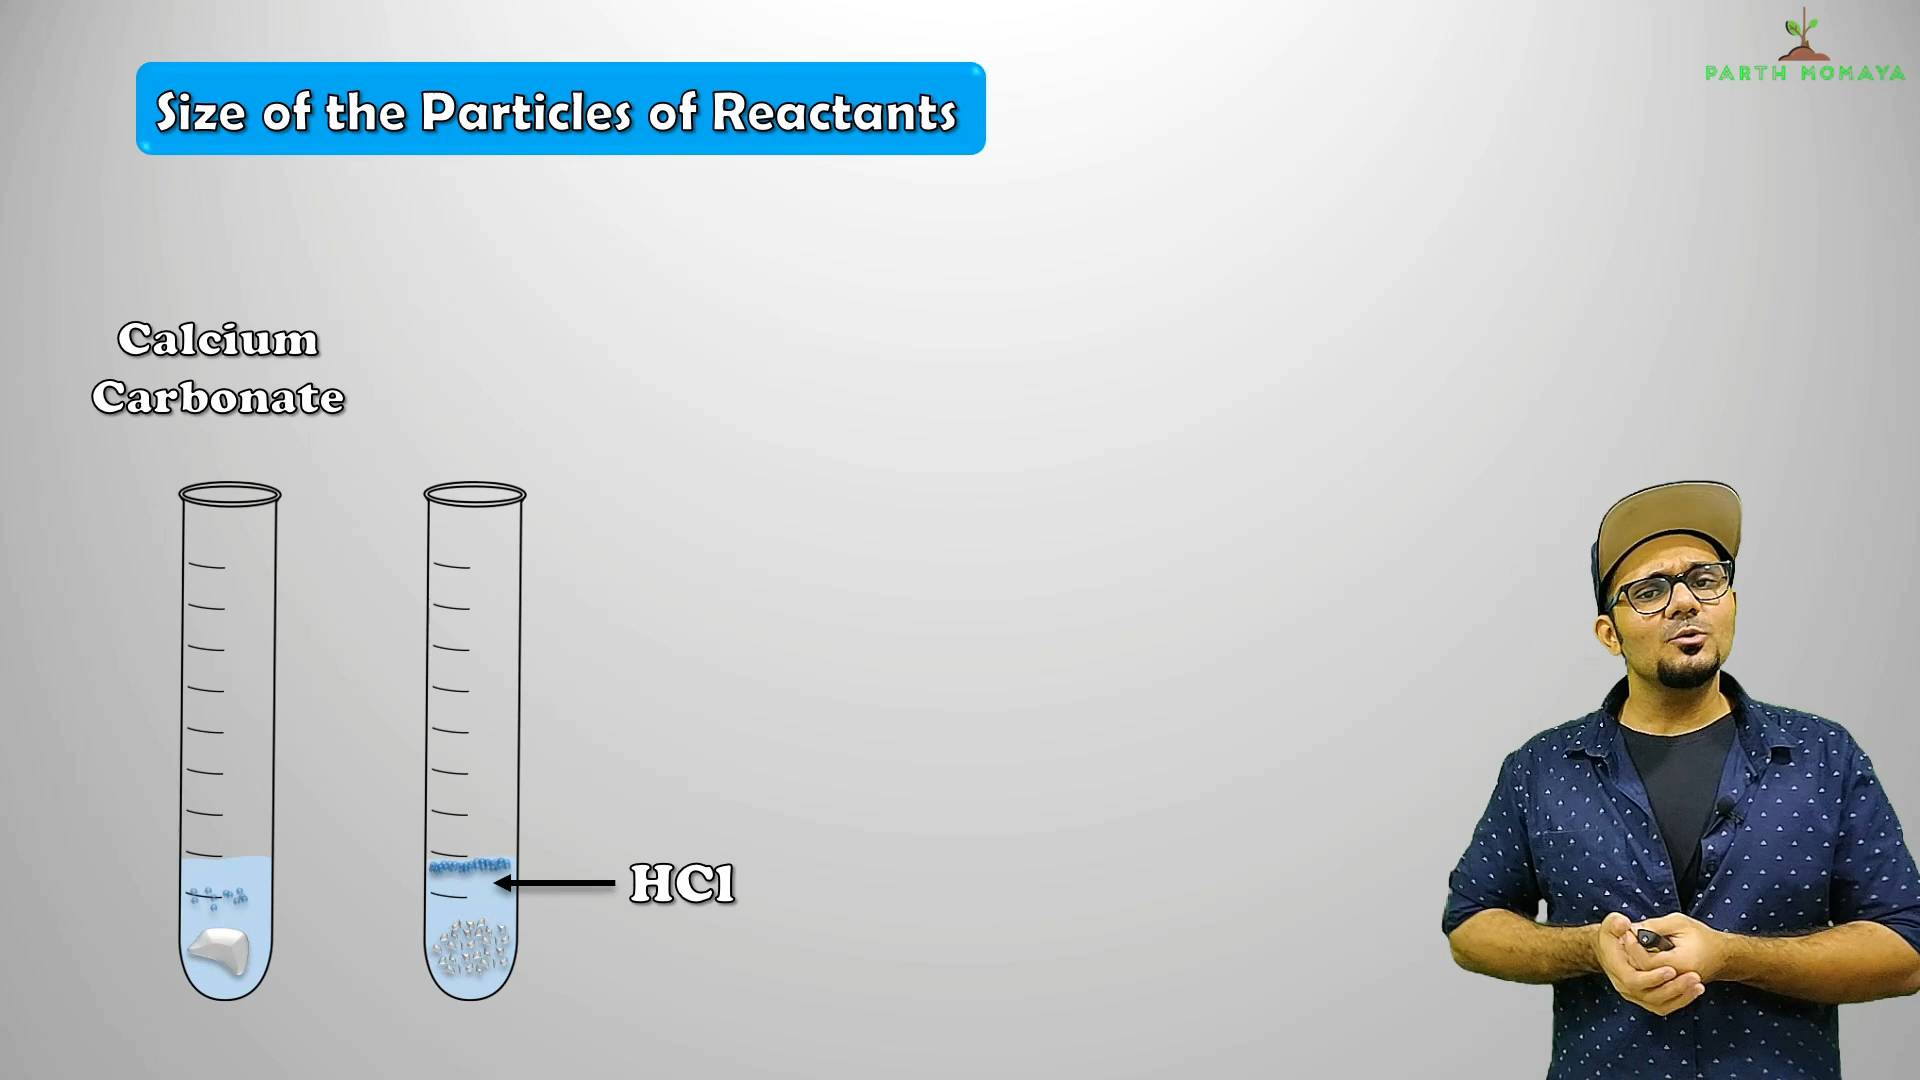 PARTH MOMAYA
Size of the Particles of Reactants
Calcium
Carbonate
HCl